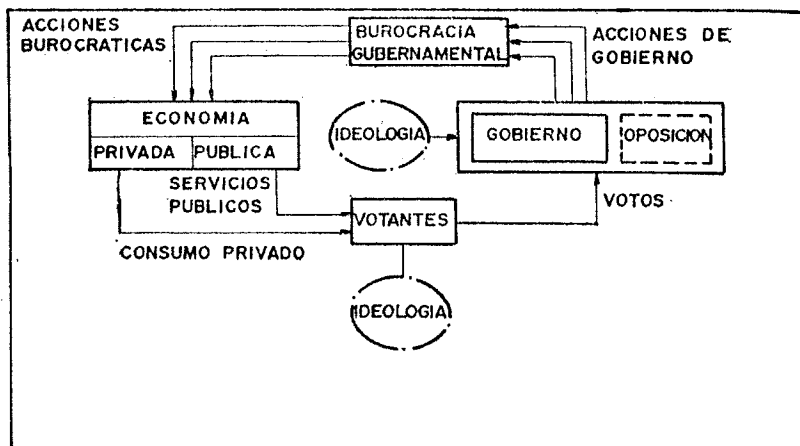 ACCIONES
BUROCRATICAS
BUROCRACIA
GUBERNAMENTAL
ACCIONES DE
GOBIERNO
ECONOMIA
PRIVADA
PUBLICA
IDEOLOGIA
GOBIERNO
OPOSICION
SERVICIOS
PUBLICOS
VOTANTES
VOTOS
CONSUMO PRIVADO
IDEOLOGIA